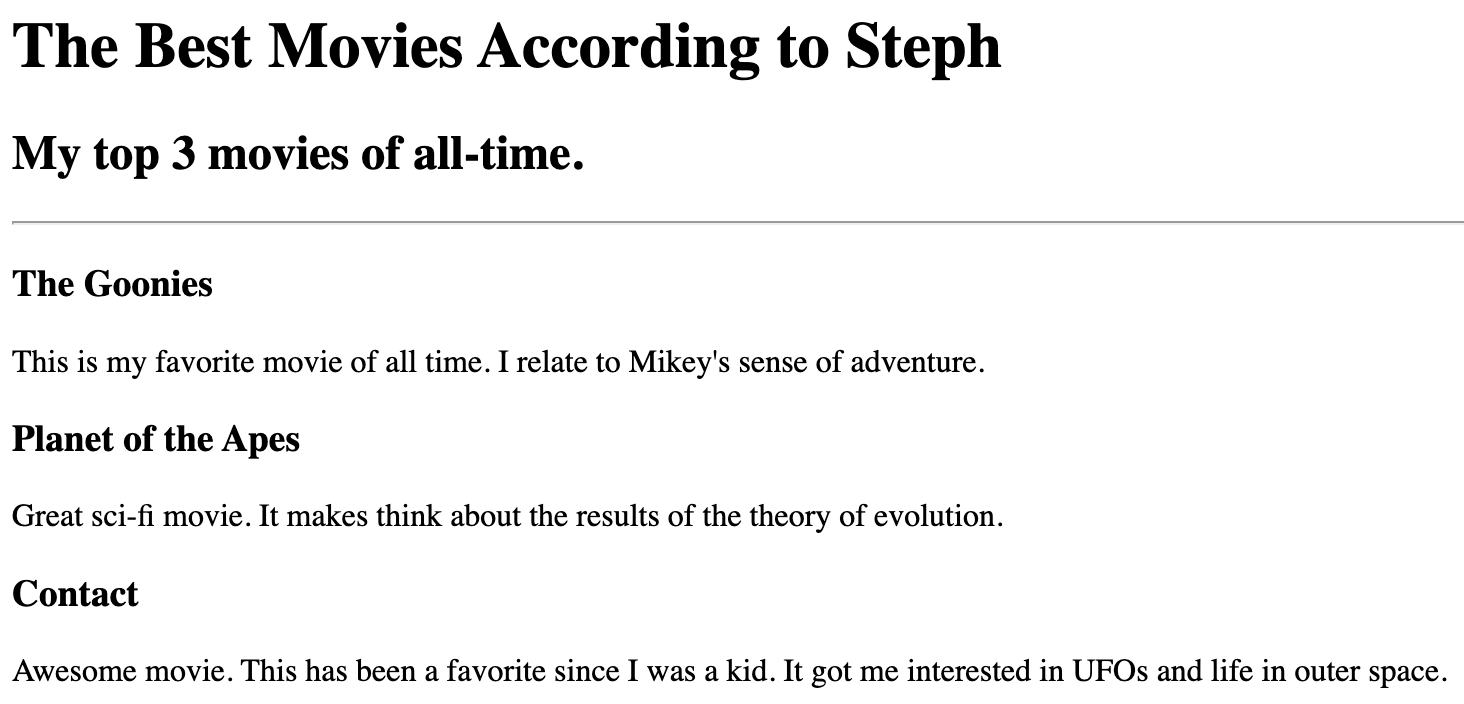 The Best Movies According to Steph
My top 3 movies of all-time.
The Goonies
This is my favorite movie of all time. I relate to Mikey's sense of adventure.
Planet of the Apes
Great sci-fi movie. It makes think about the results of the theory of evolution.
Contact
Awesome movie. This has been a favorite since I was a kid. It got me interested in UFOs and life in outer space.